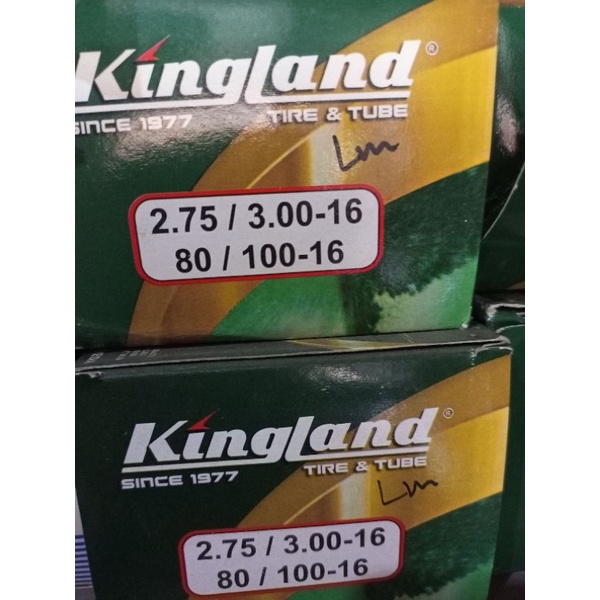 Kingland®
SINCE 1977 TIRE & TUBE
Lm
2.75 / 3.00-16
80 / 100-16
Kingland®
SINCE 1977 TIRE & TUBE
Lm
2.75 / 3.00-16
80 / 100-16